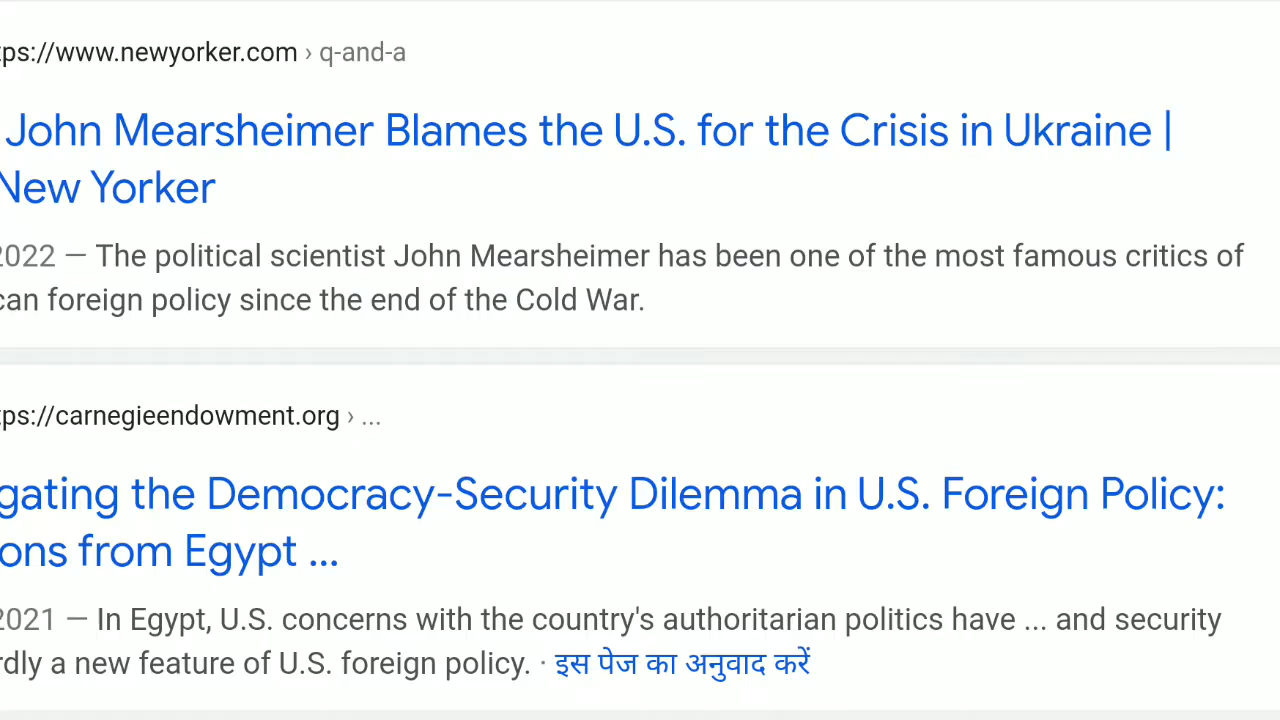 tps://www.newyorker.com › q-and-a
John Mearsheimer Blames the U.S. for the Crisis in Ukraine |
New Yorker
2022 — The political scientist John Mearsheimer has been one of the most famous critics of
can foreign policy since the end of the Cold War.
tps://carnegieendowment.org › ...
gating the Democracy-Security Dilemma in U.S. Foreign Policy:
ons from Egypt ...
2021 — In Egypt, U.S. concerns with the country's authoritarian politics have ... and security
rdly a new feature of U.S. foreign policy. · इस पेज का अनुवाद करें